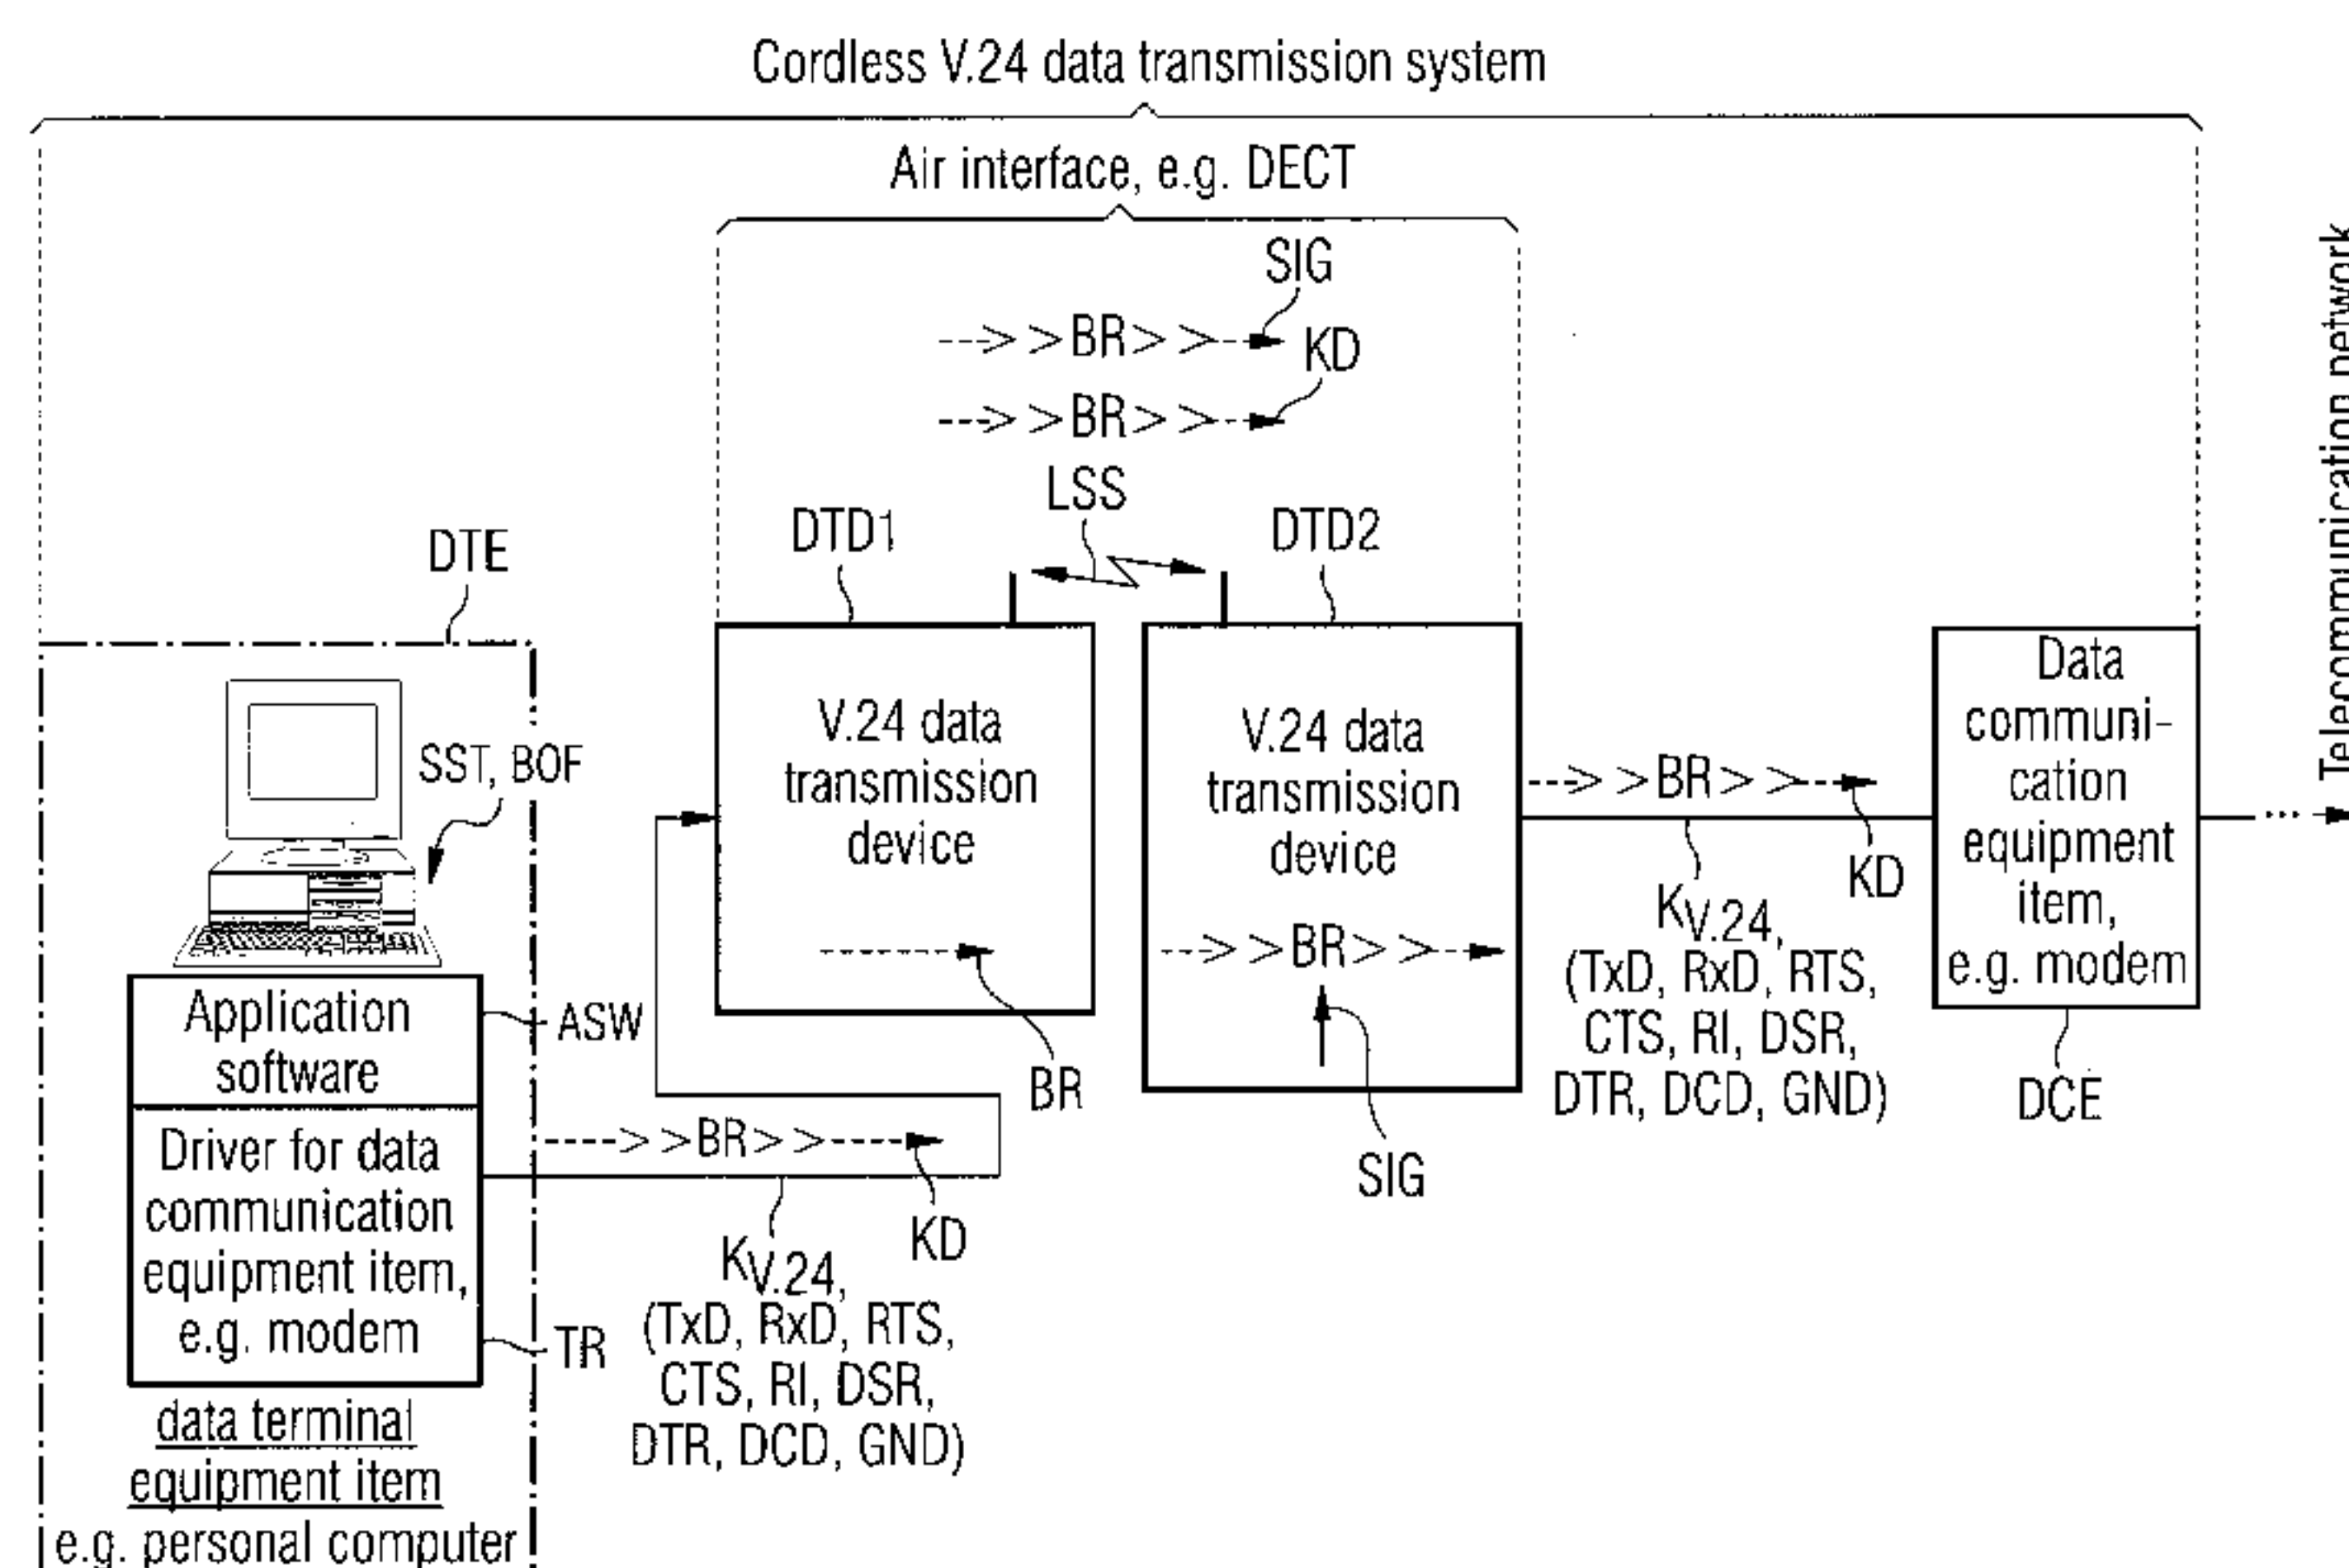 Cordless V.24 data transmission system
Air interface, e.g. DECT
SIG
-->>BR>>-->
KD
-->>BR>>-->
LSS
DTD1
DTD2
DTE
SST, BOF
V.24 data
transmission
device
BR
V.24 data
transmission
device
-->>BR>>-->
SIG
-->>BR>>-->
KD
KV.24,
(TxD, RxD, RTS,
CTS, RI, DSR,
DTR, DCD, GND)
Data
communi-
cation
equipment
item,
e.g. modem
DCE
Telecommunication network
Application
software
ASW
Driver for data
communication
equipment item,
e.g. modem
TR
---->>BR>>---->
KD
KV.24,
(TxD, RxD, RTS,
CTS, RI, DSR,
DTR, DCD, GND)
data terminal
equipment item
e.g. personal computer